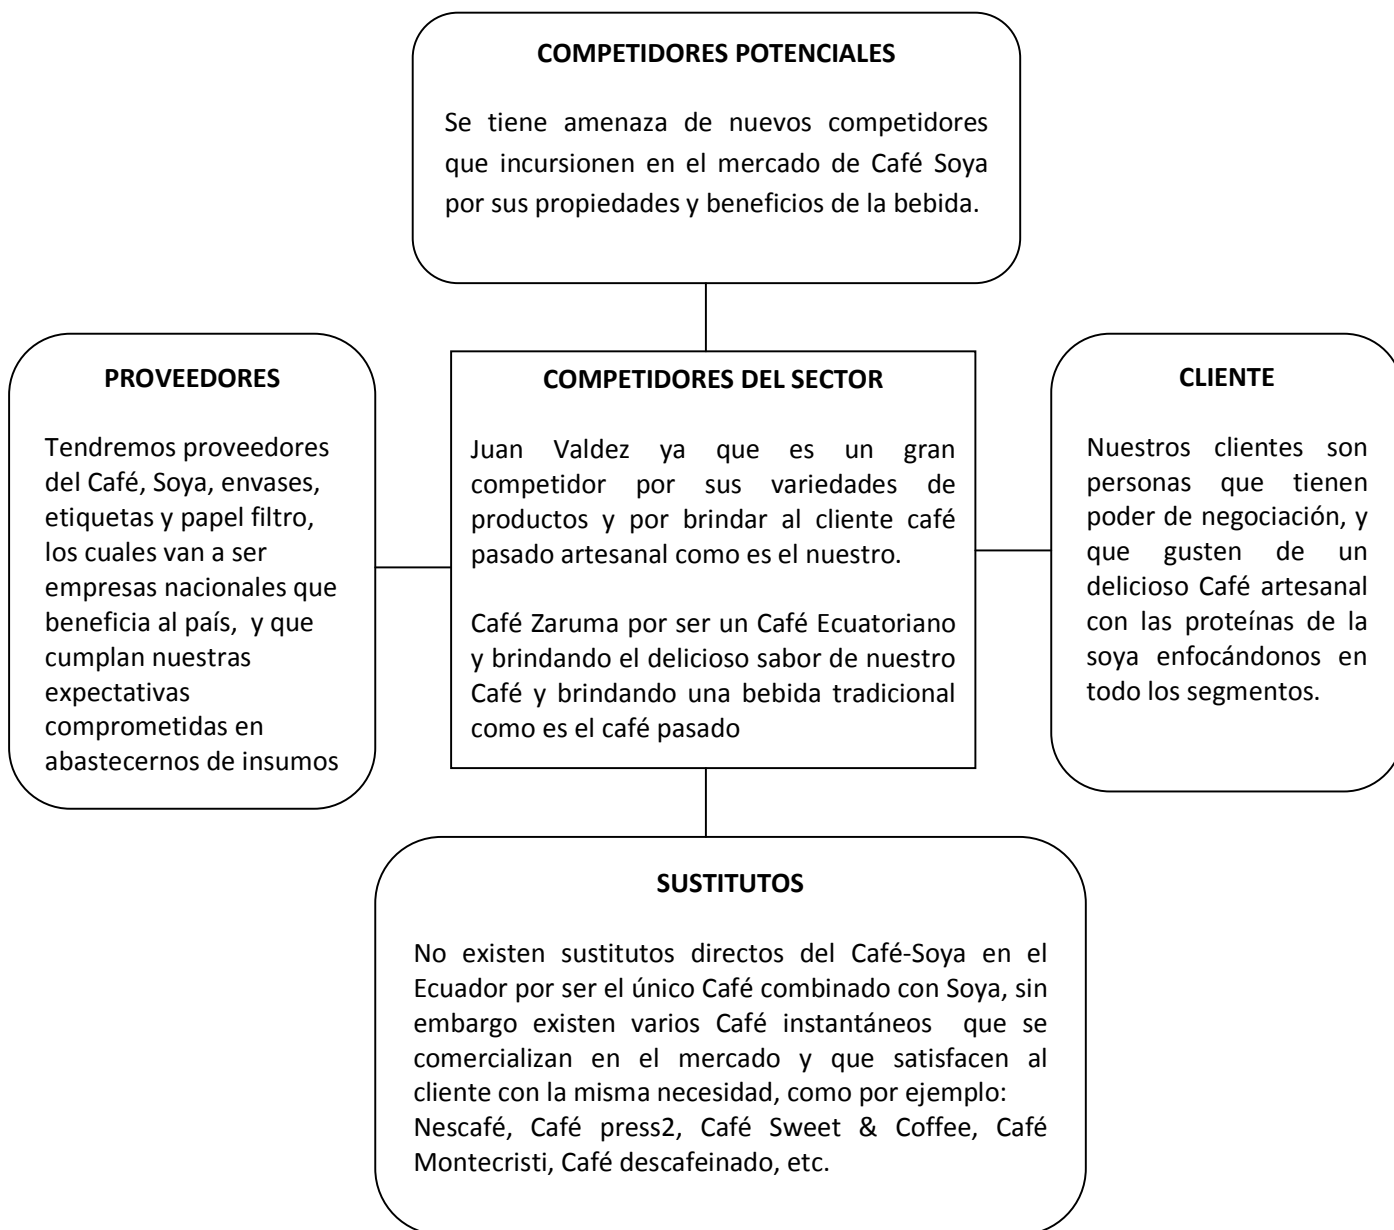 COMPETIDORES POTENCIALES
Se tiene amenaza de nuevos competidores
que incursionen en el mercado de Café Soya
por sus propiedades y beneficios de la bebida.
PROVEEDORES
Tendremos proveedores
del Café, Soya, envases,
etiquetas y papel filtro,
los cuales van a ser
empresas nacionales que
beneficia al país, y que
cumplan nuestras
expectativas
comprometidas en
abastecernos de insumos
COMPETIDORES DEL SECTOR
Juan Valdez ya que es un gran
competidor por sus variedades de
productos y por brindar al cliente café
pasado artesanal como es el nuestro.
Café Zaruma por ser un Café Ecuatoriano
y brindando el delicioso sabor de nuestro
Café y brindando una bebida tradicional
como es el café pasado
CLIENTE
Nuestros clientes son
personas que tienen
poder de negociación, y
que gusten de un
delicioso Café artesanal
con las proteínas de la
soya enfocándonos en
todo los segmentos.
SUSTITUTOS
No existen sustitutos directos del Café-Soya en el
Ecuador por ser el único Café combinado con Soya, sin
embargo existen varios Café instantáneos que se
comercializan en el mercado y que satisfacen al
cliente con la misma necesidad, como por ejemplo:
Nescafé, Café press2, Café Sweet & Coffee, Café
Montecristi, Café descafeinado, etc.